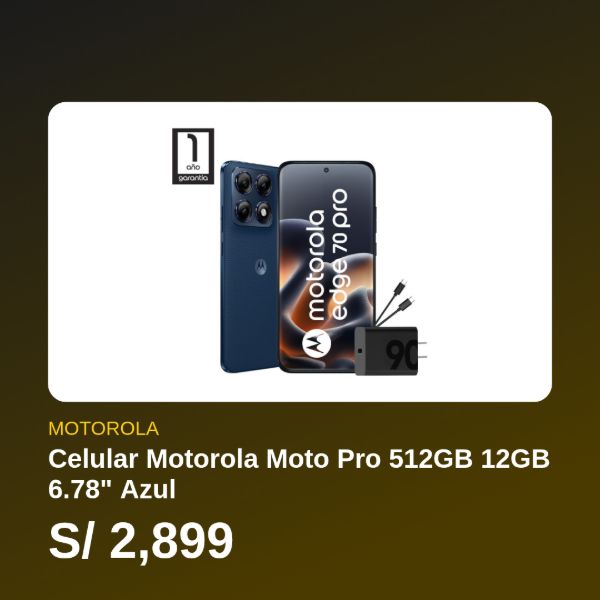 1
año
garantía
motorola
edge 70 pro
90
MOTOROLA
Celular Motorola Moto Pro 512GB 12GB
6.78" Azul
S/ 2,899